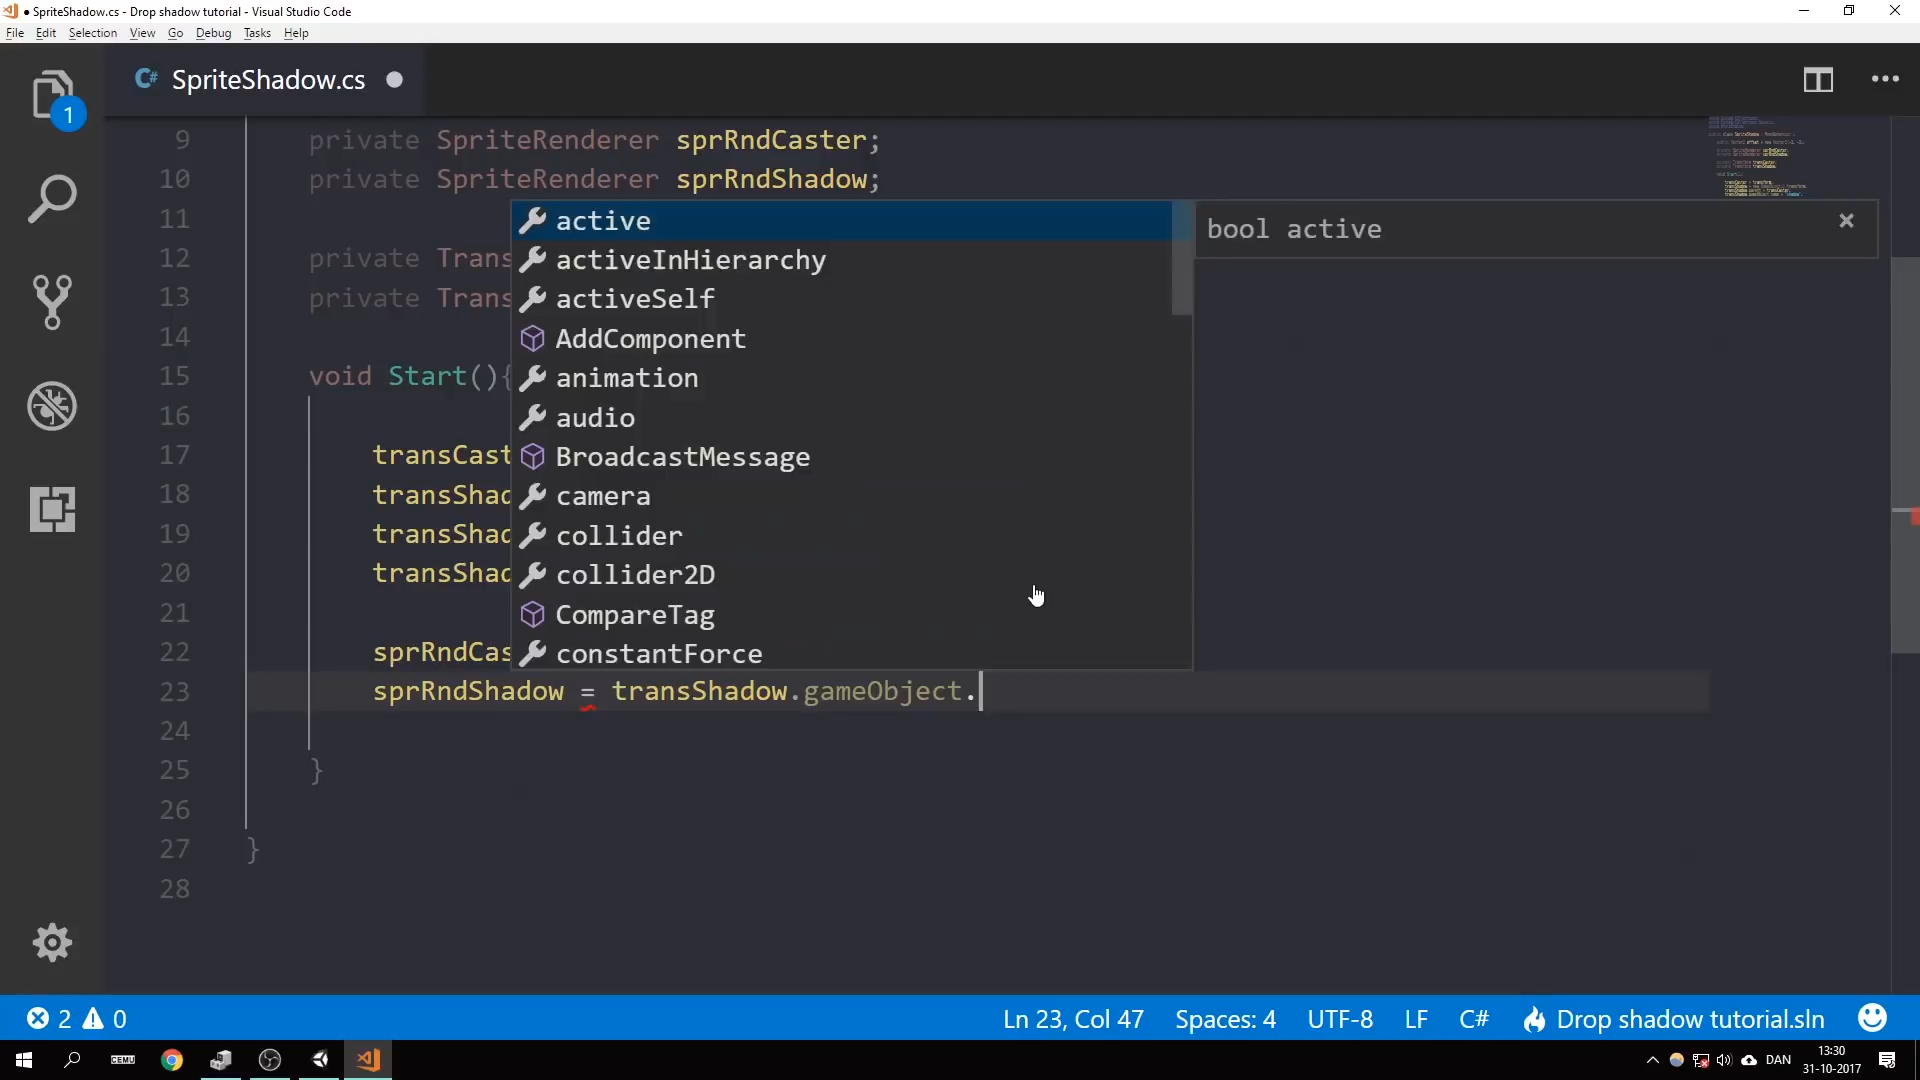 SpriteShadow.cs - Drop shadow tutorial - Visual Studio Code
File Edit Selection View Go Debug Tasks Help
1
C# SpriteShadow.cs
9 private SpriteRenderer sprRndCaster;
10 private SpriteRenderer sprRndShadow;
11
12 private Trans
13 private Trans
14
15 void Start(){
16
17 transCast
18 transShad
19 transShad
20 transShad
21
22 sprRndCas
23 sprRndShadow = transShadow.gameObject.
24
25 }
26
27 }
28
active
activeInHierarchy
activeSelf
AddComponent
animation
audio
BroadcastMessage
camera
collider
collider2D
CompareTag
constantForce
bool active
2 0 Ln 23, Col 47 Spaces: 4 UTF-8 LF C# Drop shadow tutorial.sln
CEMU DAN 13:30
31-10-2017